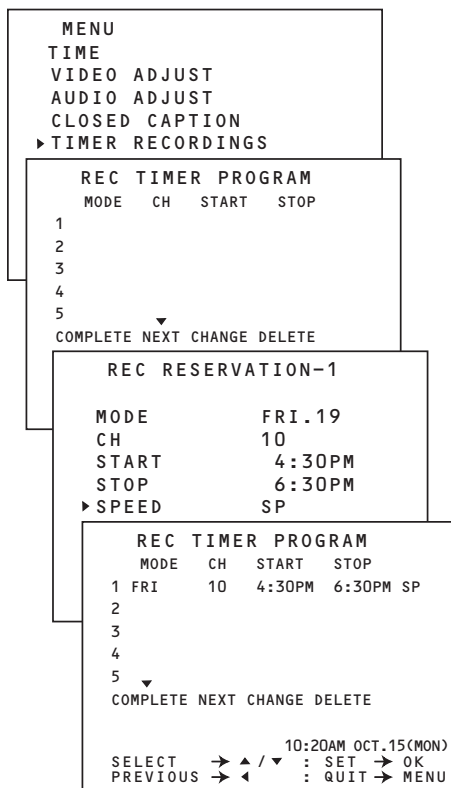 MENU
TIME
VIDEO ADJUST
AUDIO ADJUST
CLOSED CAPTION
▶TIMER RECORDINGS
REC TIMER PROGRAM
MODE CH START STOP
1
2
3
4
5
▼
COMPLETE NEXT CHANGE DELETE
REC RESERVATION–1
MODE FRI.19
CH 10
START 4:30PM
STOP 6:30PM
▶SPEED SP
REC TIMER PROGRAM
MODE CH START STOP
1 FRI 10 4:30PM 6:30PM SP
2
3
4
5 ▼
COMPLETE NEXT CHANGE DELETE
10:20AM OCT.15(MON)
SELECT → ▲ / ▼ : SET → OK
PREVIOUS → ◀ : QUIT → MENU